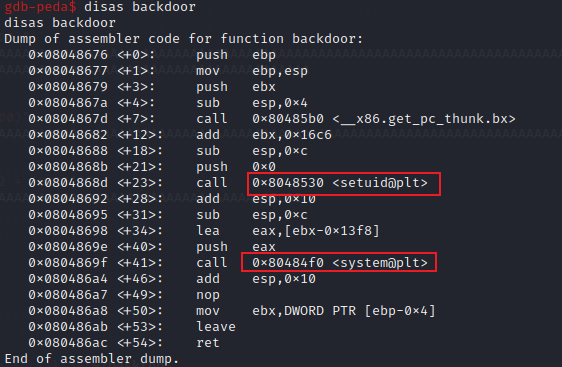 gdb-peda$ disas backdoor
disas backdoor
Dump of assembler code for function backdoor:
0×08048676 <+0>: push ebp
0×08048677 <+1>: mov ebp,esp
0×08048679 <+3>: push ebx
0×0804867a <+4>: sub esp,0×4
0×0804867d <+7>: call 0×80485b0 <__x86.get_pc_thunk.bx>
0×08048682 <+12>: add ebx,0×16c6
0×08048688 <+18>: sub esp,0×c
0×0804868b <+21>: push 0×0
0×0804868d <+23>: call 0×8048530 <setuid@plt>
0×08048692 <+28>: add esp,0×10
0×08048695 <+31>: sub esp,0×c
0×08048698 <+34>: lea eax,[ebx-0×13f8]
0×0804869e <+40>: push eax
0×0804869f <+41>: call 0×80484f0 <system@plt>
0×080486a4 <+46>: add esp,0×10
0×080486a7 <+49>: nop
0×080486a8 <+50>: mov ebx,DWORD PTR [ebp-0×4]
0×080486ab <+53>: leave
0×080486ac <+54>: ret
End of assembler dump.